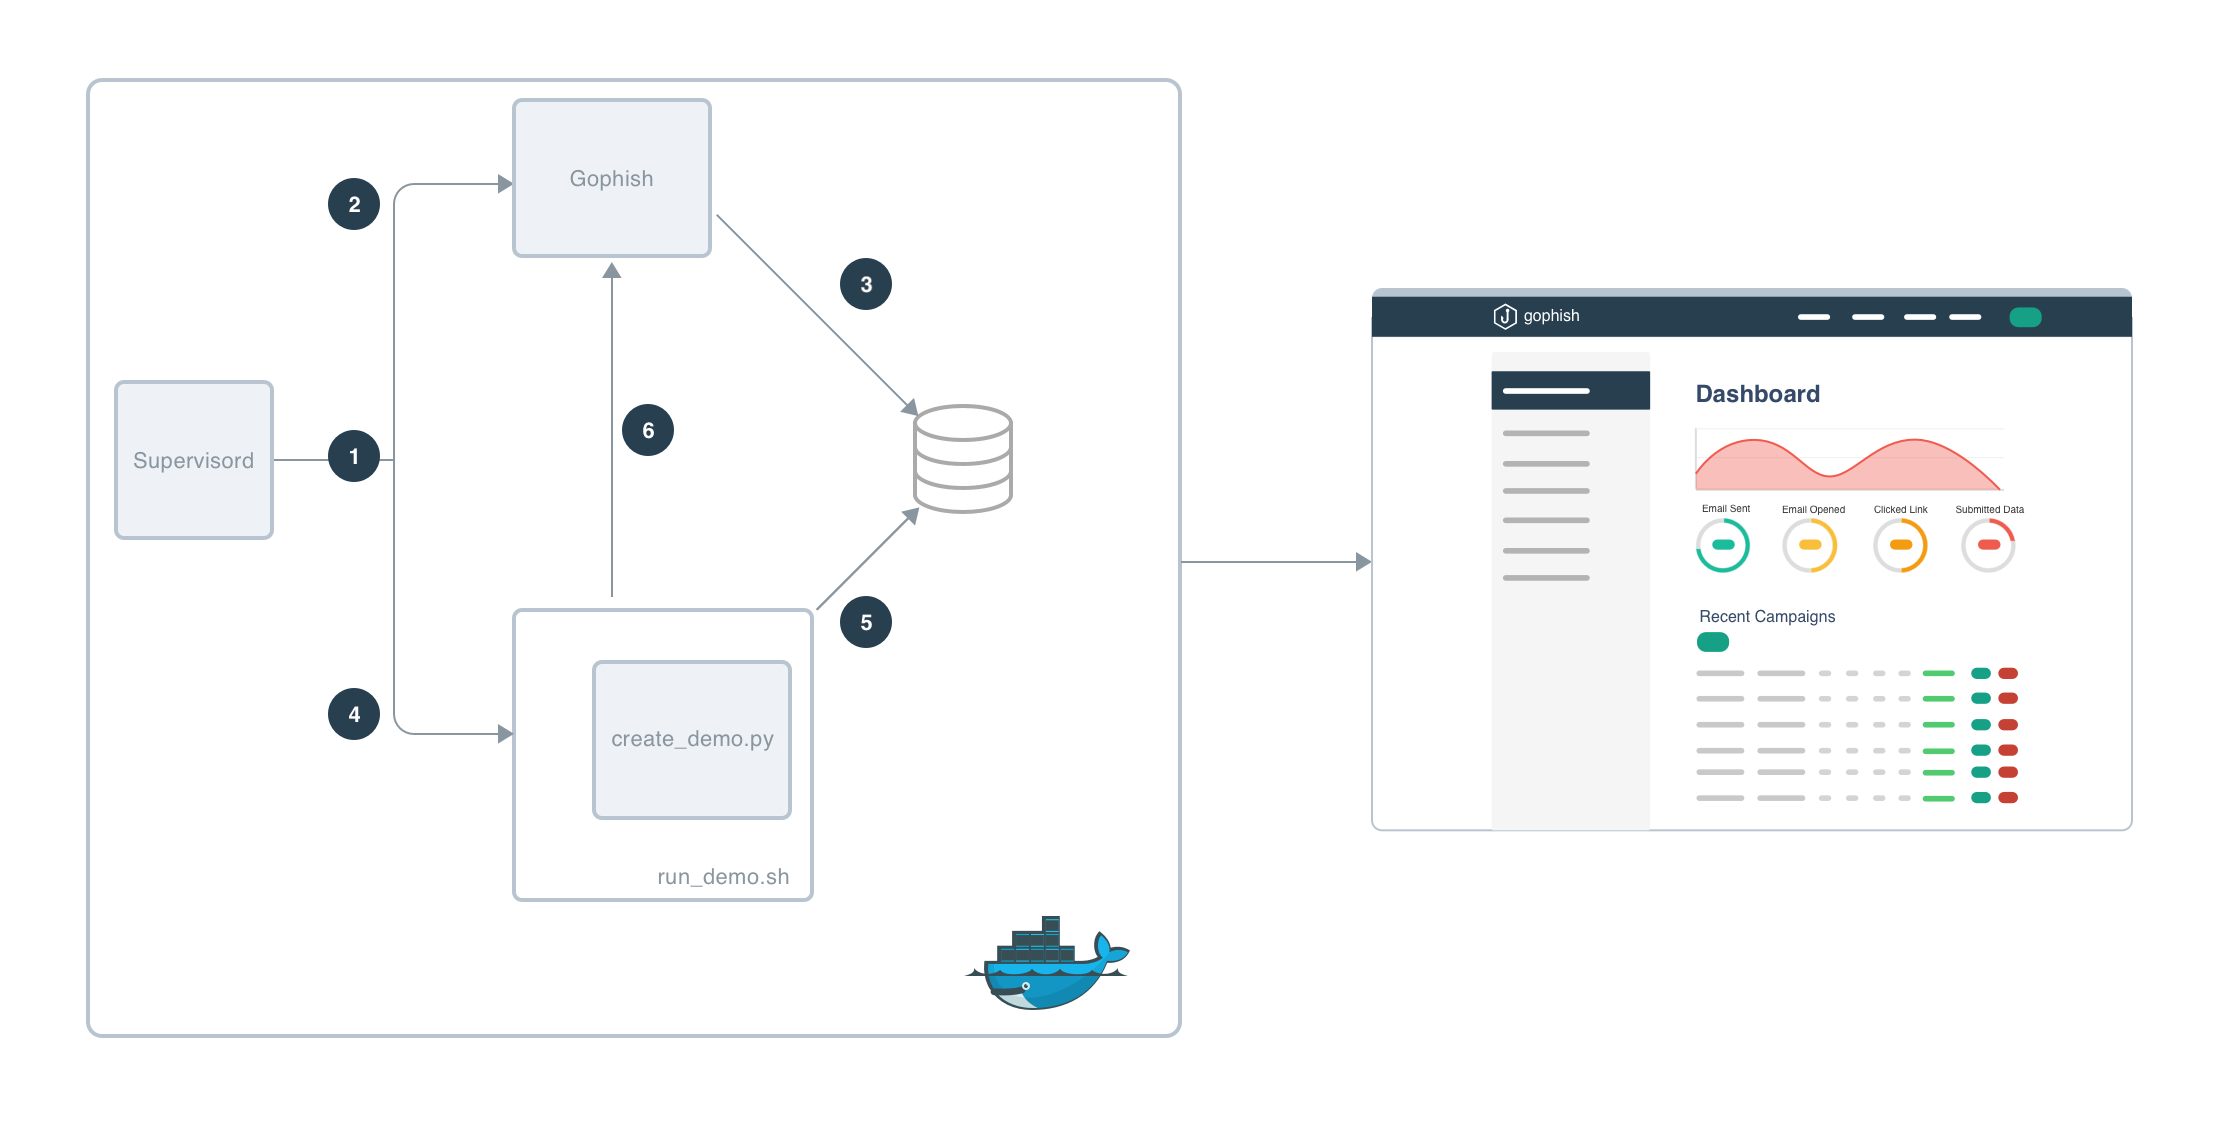 Gophish
2
3
6
Supervisord
1
5
4
create_demo.py
run_demo.sh
gophish
Dashboard
Email Sent
Email Opened
Clicked Link
Submitted Data
Recent Campaigns